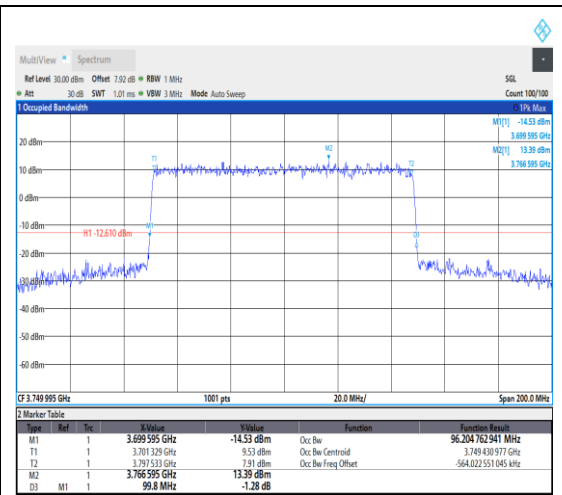 MultiView Spectrum
Ref Level 30.00 dBm Offset 7.92 dB RBW 1 MHz SGL
Att 30 dB SWT 1.01 ms VBW 3 MHz Mode Auto Sweep Count 100/100
1 Occupied Bandwidth 1Pk Max
M1[1] -14.53 dBm
3.699 595 GHz
M2[1] 13.39 dBm
3.766 595 GHz
20 dBm
M2
T1
T2
10 dBm
0 dBm
-10 dBm
M1
H1 -12.610 dBm
D3
-20 dBm
-30 dBm
-40 dBm
-50 dBm
-60 dBm
CF 3.749 995 GHz 1001 pts 20.0 MHz/ Span 200.0 MHz
2 Marker Table
Type Ref Trc X-Value Y-Value Function Function Result
M1 1 3.699 595 GHz -14.53 dBm Occ Bw 96.204 762 941 MHz
T1 1 3.701 329 GHz 9.53 dBm Occ Bw Centroid 3.749 430 977 GHz
T2 1 3.797 533 GHz 7.91 dBm Occ Bw Freq Offset -564.022 551 045 kHz
M2 1 3.766 595 GHz 13.39 dBm
D3 M1 1 99.8 MHz -1.28 dB